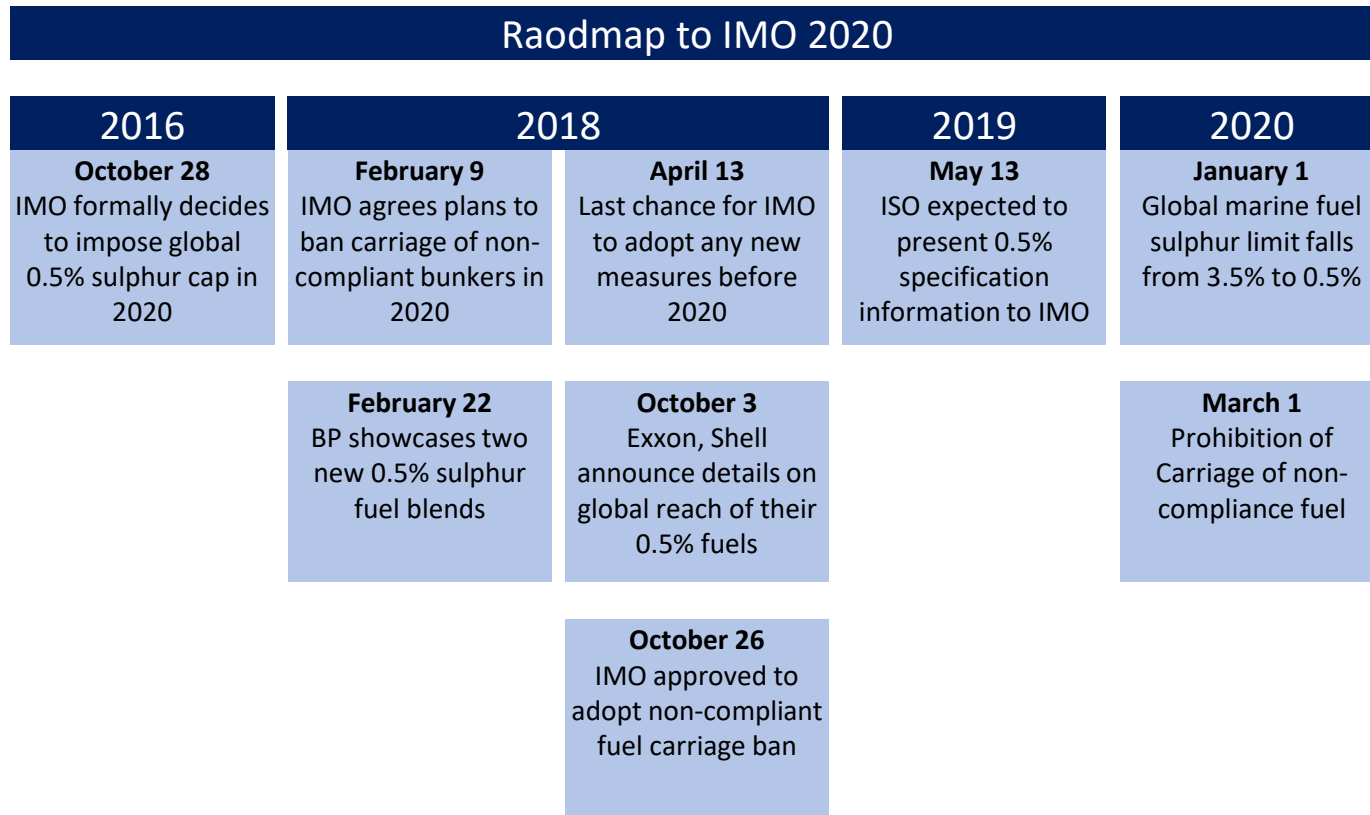 Raodmap to IMO 2020
2016
October 28
IMO formally decides
to impose global
0.5% sulphur cap in
2020
2018
February 9
IMO agrees plans to
ban carriage of non-
compliant bunkers in
2020
February 22
BP showcases two
new 0.5% sulphur
fuel blends
April 13
Last chance for IMO
to adopt any new
measures before
2020
October 3
Exxon, Shell
announce details on
global reach of their
0.5% fuels
October 26
IMO approved to
adopt non-compliant
fuel carriage ban
2019
May 13
ISO expected to
present 0.5%
specification
information to IMO
2020
January 1
Global marine fuel
sulphur limit falls
from 3.5% to 0.5%
March 1
Prohibition of
Carriage of non-
compliance fuel